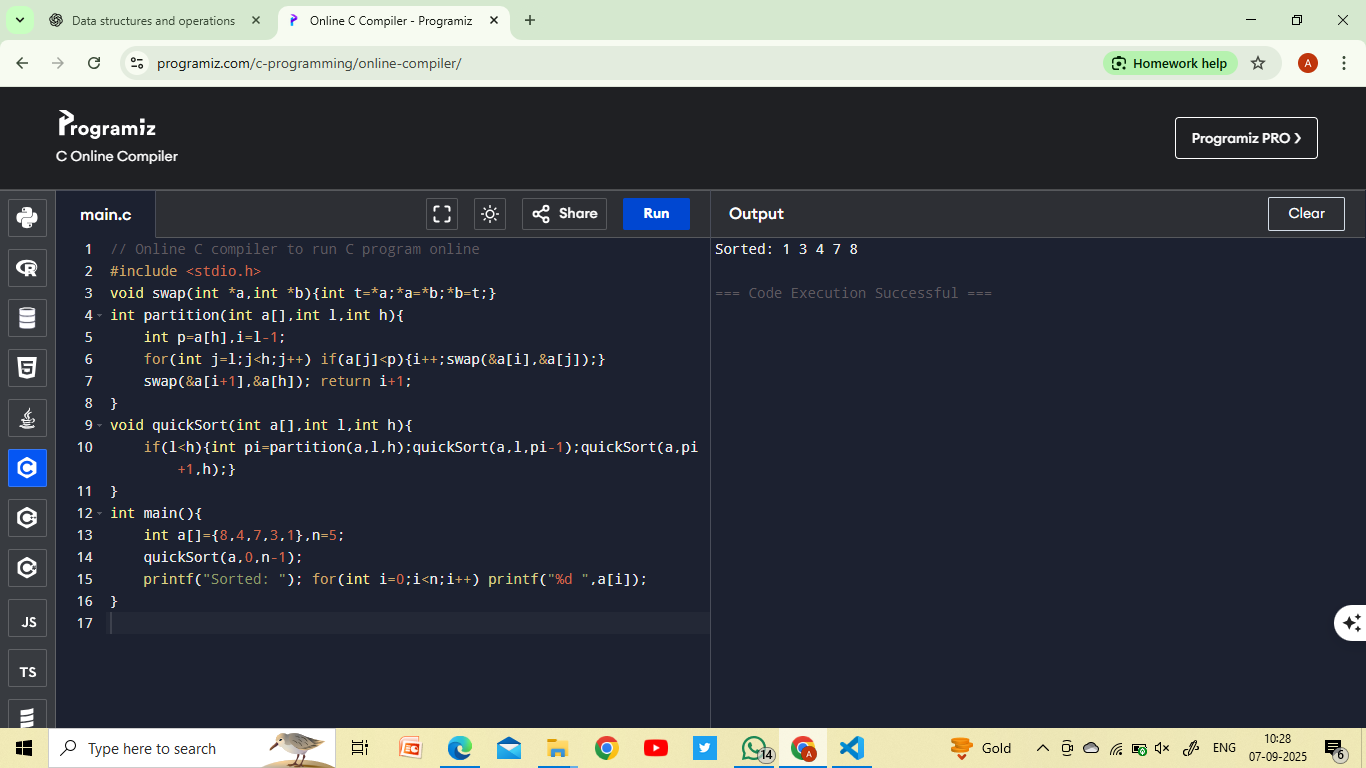 Data structures and operations
Online C Compiler - Programiz
programiz.com/c-programming/online-compiler/
Homework help
A
Programiz
C Online Compiler
Programiz PRO
main.c
Share
Run
Output
Clear
1 // Online C compiler to run C program online
2 #include <stdio.h>
3 void swap(int *a,int *b){int t=*a;*a=*b;*b=t;}
4 int partition(int a[],int l,int h){
5 int p=a[h],i=l-1;
6 for(int j=l;j<h;j++) if(a[j]<p){i++;swap(&a[i],&a[j]);}
7 swap(&a[i+1],&a[h]); return i+1;
8 }
9 void quickSort(int a[],int l,int h){
10 if(l<h){int pi=partition(a,l,h);quickSort(a,l,pi-1);quickSort(a,pi
+1,h);}
11 }
12 int main(){
13 int a[]={8,4,7,3,1},n=5;
14 quickSort(a,0,n-1);
15 printf("Sorted: "); for(int i=0;i<n;i++) printf("%d ",a[i]);
16 }
17
Sorted: 1 3 4 7 8
=== Code Execution Successful ===
JS
TS
Type here to search
14
A
Gold
ENG
10:28
07-09-2025
6